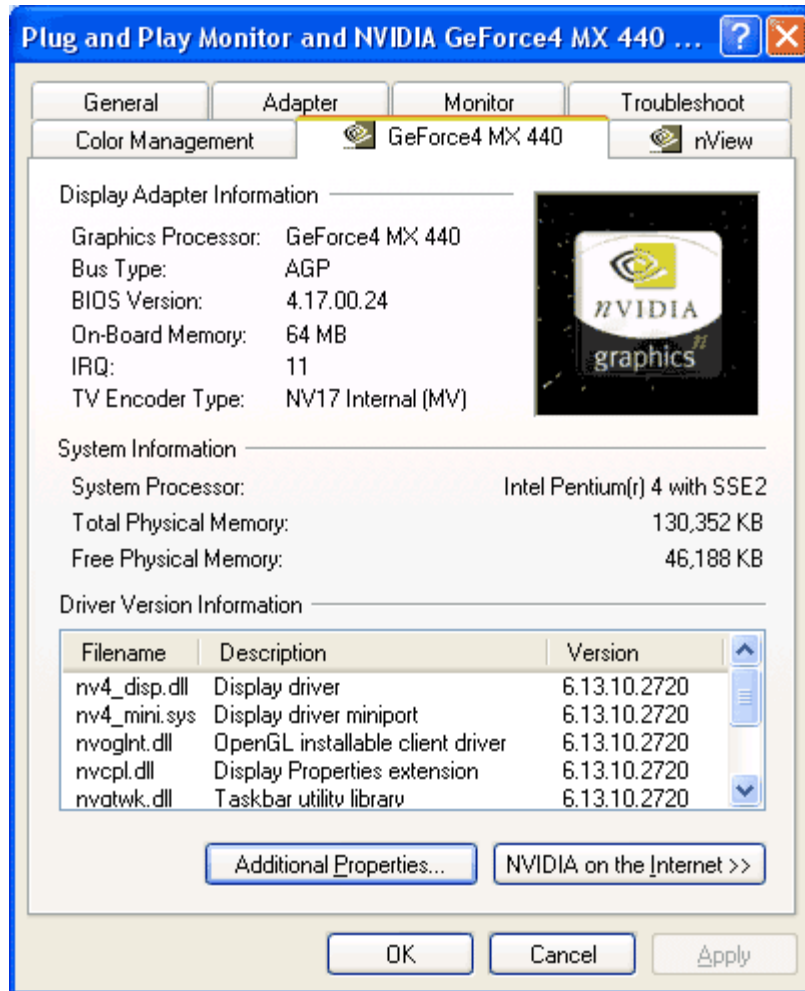 Plug and Play Monitor and NVIDIA GeForce4 MX 440 ...
General Adapter Monitor Troubleshoot
Color Management GeForce4 MX 440 nView
Display Adapter Information
Graphics Processor: GeForce4 MX 440
Bus Type: AGP
BIOS Version: 4.17.00.24
On-Board Memory: 64 MB
IRQ: 11
TV Encoder Type: NV17 Internal (MV)
nVIDIA
graphics n
System Information
System Processor: Intel Pentium(r) 4 with SSE2
Total Physical Memory: 130,352 KB
Free Physical Memory: 46,188 KB
Driver Version Information
Filename Description Version
nv4_disp.dll Display driver 6.13.10.2720
nv4_mini.sys Display driver miniport 6.13.10.2720
nvoglnt.dll OpenGL installable client driver 6.13.10.2720
nvcpl.dll Display Properties extension 6.13.10.2720
nvqtwk.dll Taskbar utility library 6.13.10.2720
Additional Properties... NVIDIA on the Internet >>
OK Cancel Apply